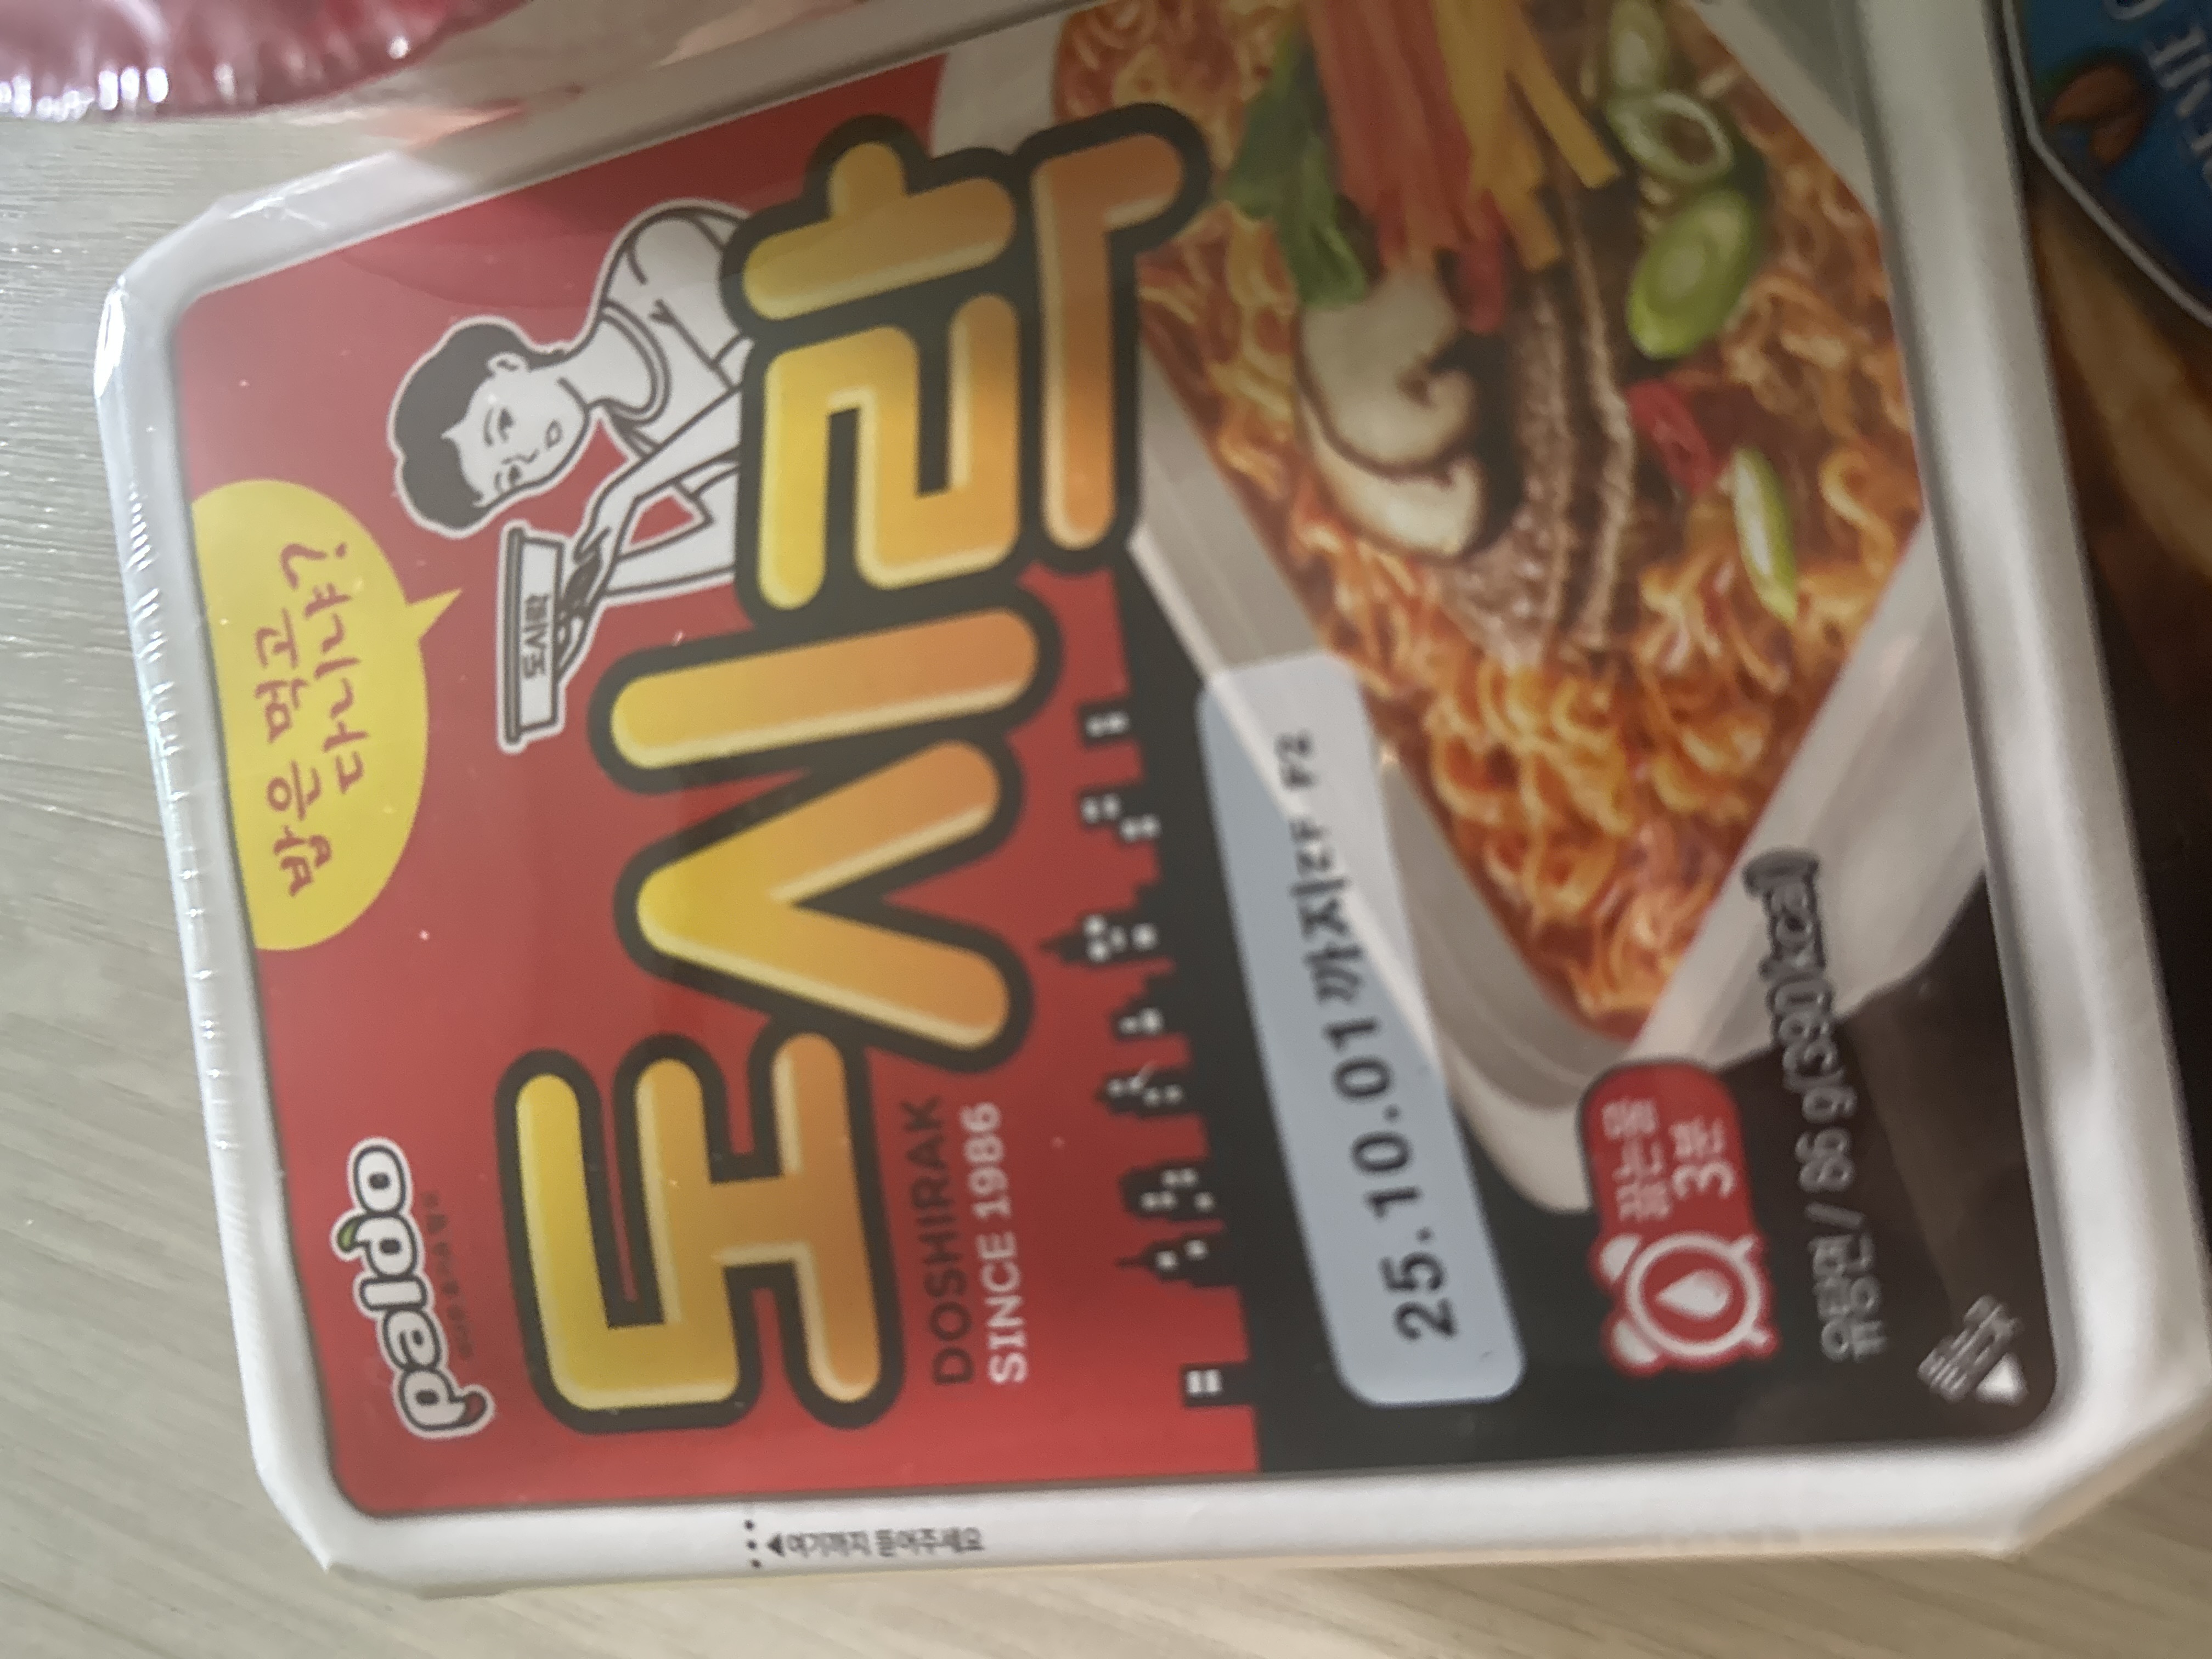 paldo
밥은 먹고
다니냐?
도시락
도시락
DOSHIRAK
SINCE 1986
25.10.01 까지 F2
끓는물
3분
유탕면 / 86 g(390 kcal)
여기까지 뜯어주세요